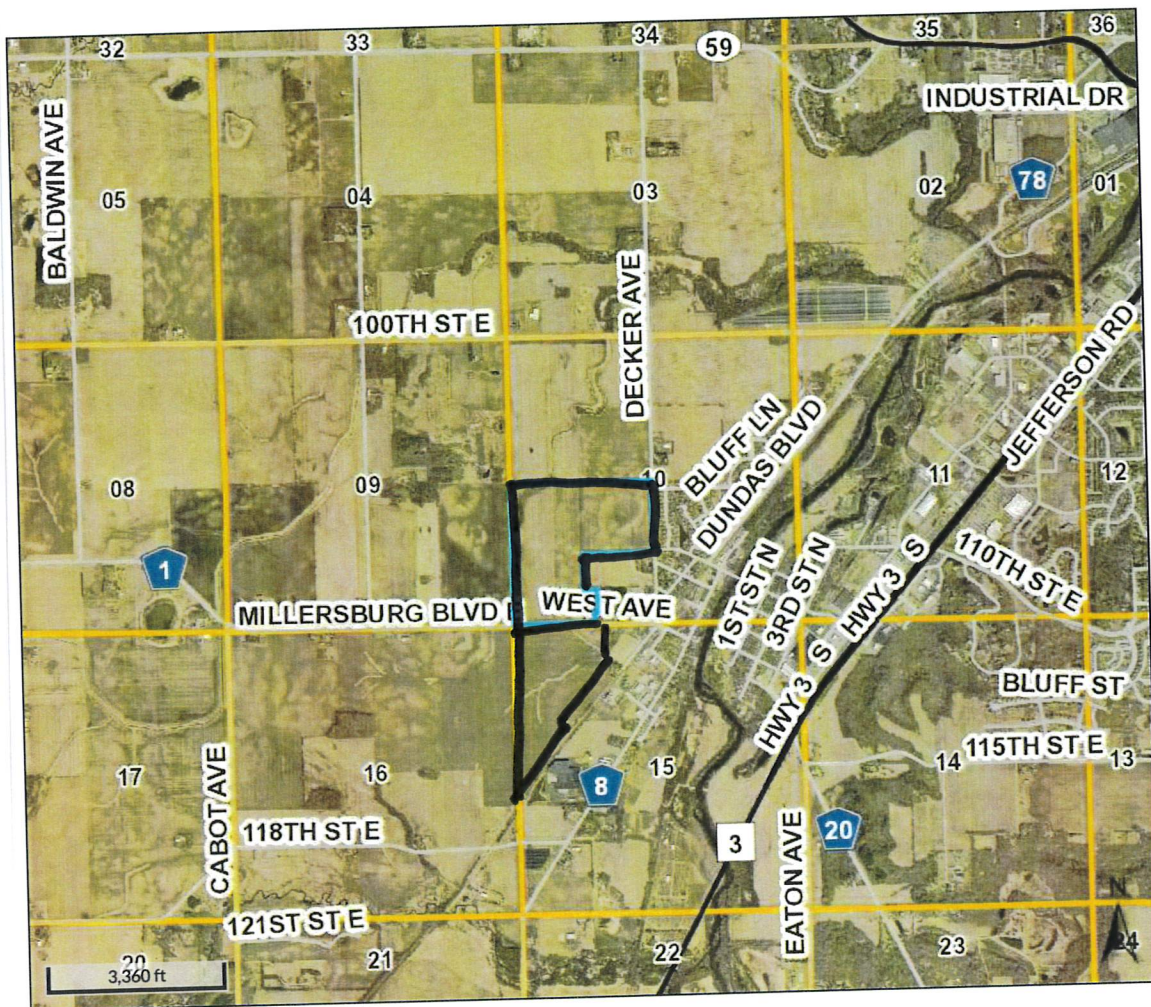 32
33
34
59
35
36
INDUSTRIAL DR
BALDWIN AVE
05
04
03
02
78
01
DECKER AVE
100TH ST E
JEFFERSON RD
BLUFF LN
DUNDAS BLVD
08
09
10
11
12
1
MILLERSBURG BLVD
WEST AVE
1ST ST N
3RD ST N
HWY 3 S
110TH ST E
HWY 3 S
BLUFF ST
115TH ST E
17
16
8
15
14
13
CABOT AVE
118TH ST E
3
EATON AVE
20
121ST ST E
N
20
21
22
23
24
3,360 ft